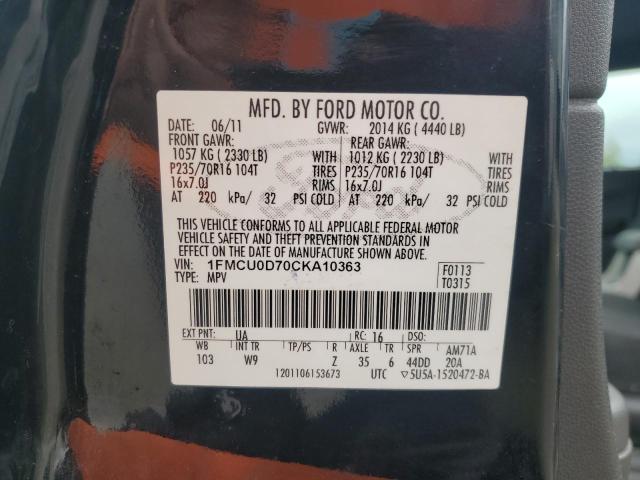 MFD. BY FORD MOTOR CO.
DATE: 06/11 GVWR: 2014 KG ( 4440 LB)
FRONT GAWR: REAR GAWR:
1057 KG ( 2330 LB) WITH 1012 KG ( 2230 LB) WITH
P235/70R16 104T TIRES P235/70R16 104T TIRES
16x7.0J RIMS 16x7.0J RIMS
AT 220 kPa/ 32 PSI COLD AT 220 kPa/ 32 PSI COLD
THIS VEHICLE CONFORMS TO ALL APPLICABLE FEDERAL MOTOR
VEHICLE SAFETY AND THEFT PREVENTION STANDARDS IN
EFFECT ON THE DATE OF MANUFACTURE SHOWN ABOVE.
VIN: 1FMCU0D70CKA10363 F0113
TYPE: MPV T0315
EXT PNT: UA RC: 16 DSO:
WB INT TR TP/PS R AXLE TR SPR AM71A
103 W9 Z 35 6 44DD 20A
1201106153673 UTC ▽5U5A-1520472-BA